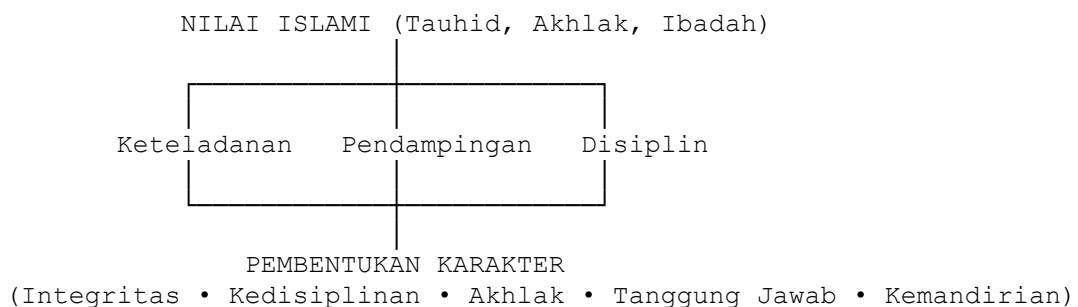 NILAI ISLAMI (Tauhid, Akhlak, Ibadah)
Keteladanan Pendampingan Disiplin
PEMBENTUKAN KARAKTER
(Integritas • Kedisiplinan • Akhlak • Tanggung Jawab • Kemandirian)